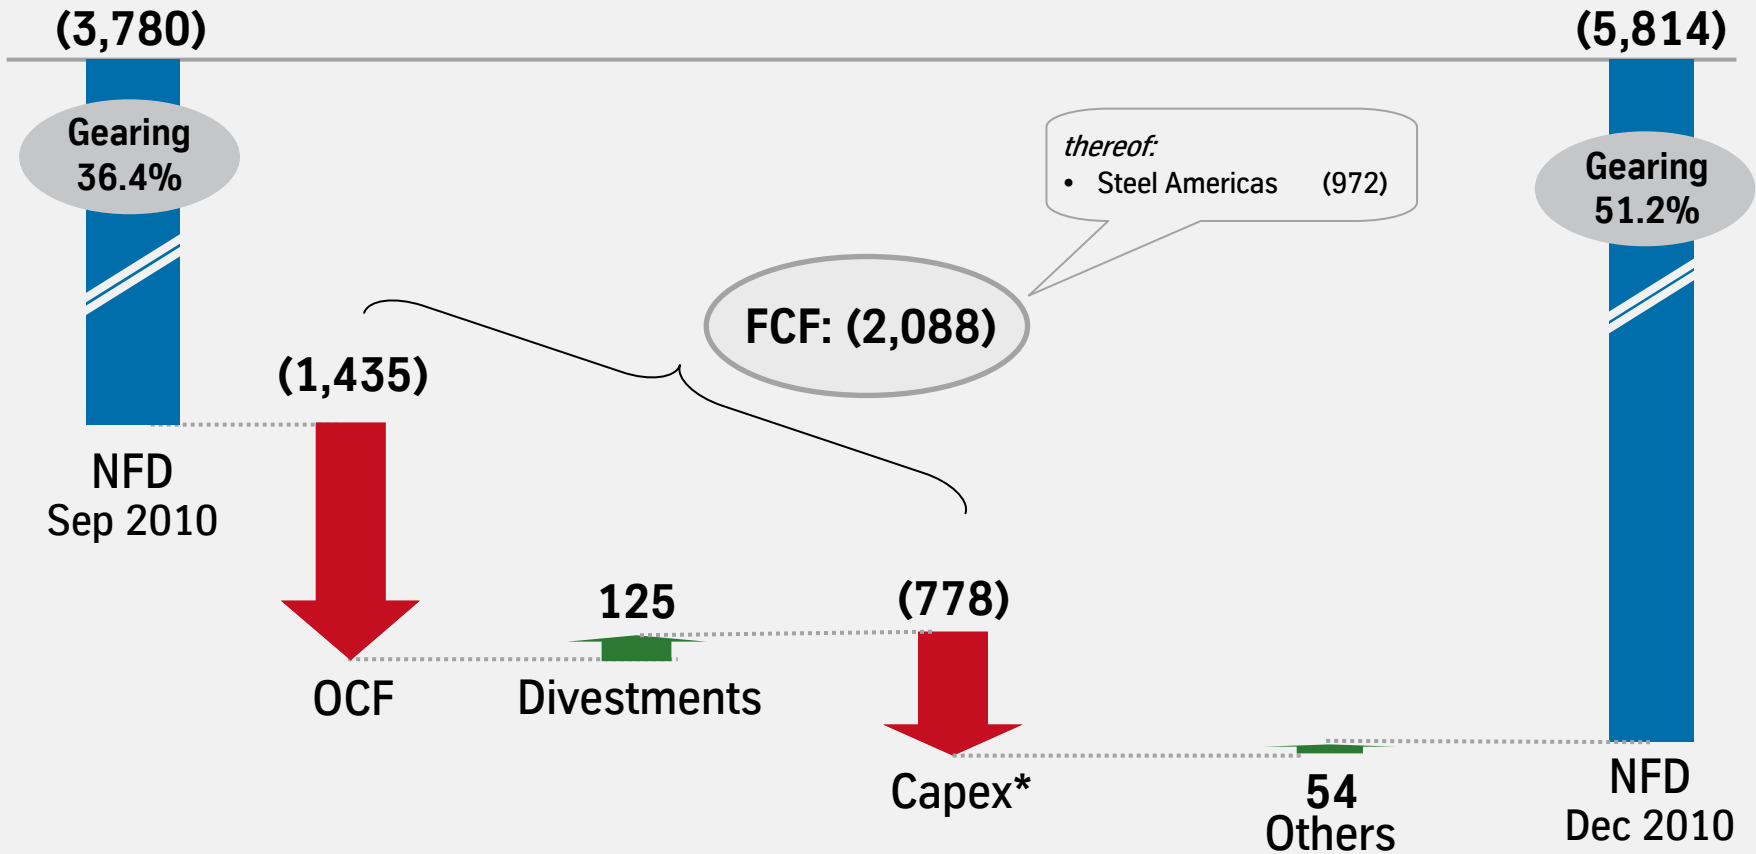 (3,780)
(5,814)
Gearing
36.4%
thereof:
• Steel Americas (972)
Gearing
51.2%
FCF: (2,088)
(1,435)
NFD
Sep 2010
125
(778)
OCF
Divestments
Capex*
54
Others
NFD
Dec 2010